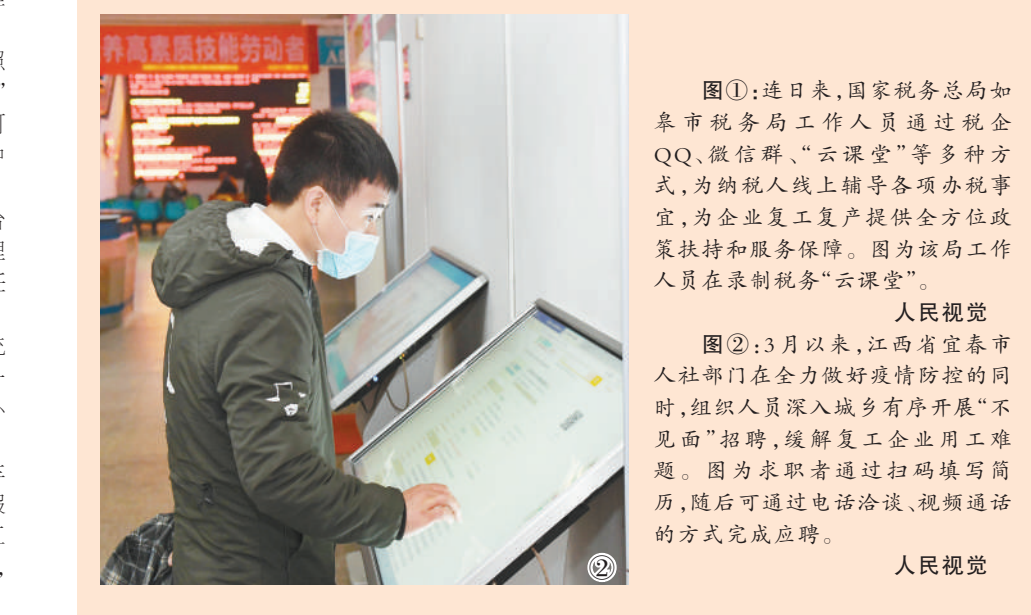 养高素质技能劳动者
②
图①:连日来,国家税务总局如
皋市税务局工作人员通过税企
QQ、微信群、“云课堂”等多种方
式,为纳税人线上辅导各项办税事
宜,为企业复工复产提供全方位政
策扶持和服务保障。图为该局工作
人员在录制税务“云课堂”。
人民视觉
图②:3月以来,江西省宜春市
人社部门在全力做好疫情防控的同
时,组织人员深入城乡有序开展“不
见面”招聘,缓解复工企业用工难
题。图为求职者通过扫码填写简
历,随后可通过电话洽谈、视频通话
的方式完成应聘。
人民视觉